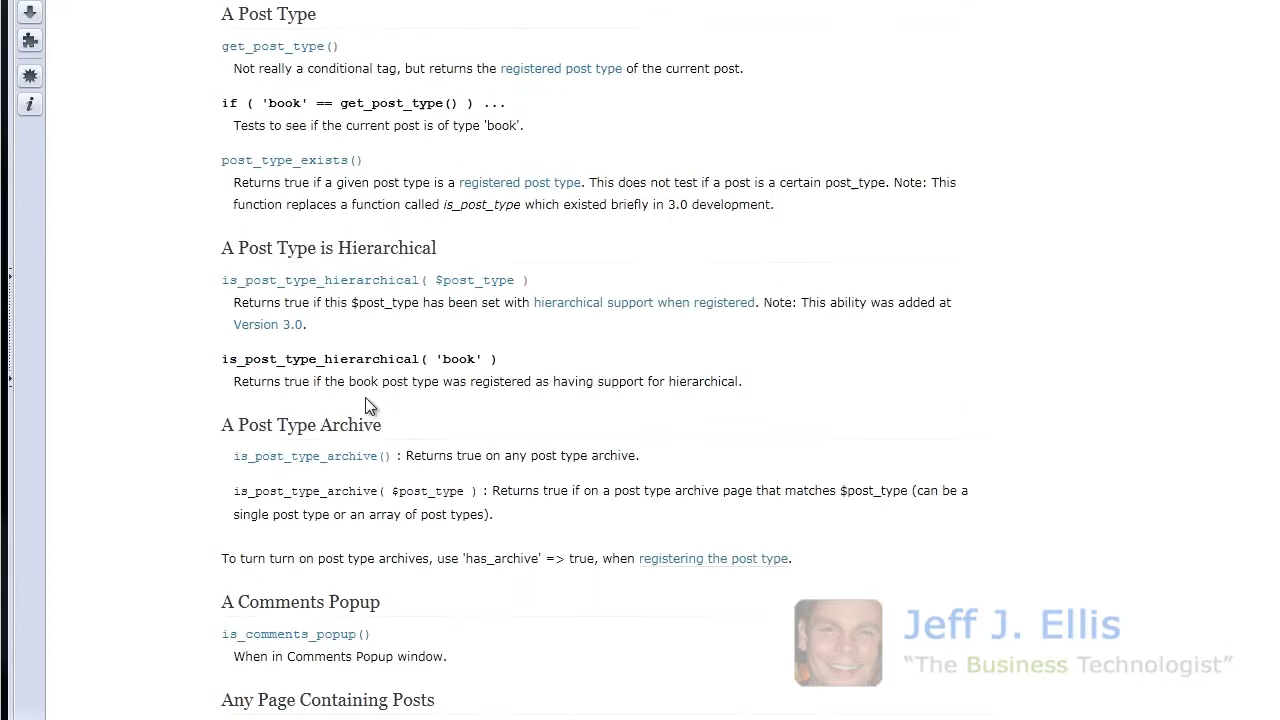 A Post Type
get_post_type()
Not really a conditional tag, but returns the registered post type of the current post.
if ( 'book' == get_post_type() ) ...
Tests to see if the current post is of type 'book'.
post_type_exists()
Returns true if a given post type is a registered post type. This does not test if a post is a certain post_type. Note: This
function replaces a function called is_post_type which existed briefly in 3.0 development.
A Post Type is Hierarchical
is_post_type_hierarchical( $post_type )
Returns true if this $post_type has been set with hierarchical support when registered. Note: This ability was added at
Version 3.0.
is_post_type_hierarchical( 'book' )
Returns true if the book post type was registered as having support for hierarchical.
A Post Type Archive
is_post_type_archive() : Returns true on any post type archive.
is_post_type_archive( $post_type ) : Returns true if on a post type archive page that matches $post_type (can be a
single post type or an array of post types).
To turn turn on post type archives, use 'has_archive' => true, when registering the post type.
A Comments Popup
is_comments_popup()
When in Comments Popup window.
Jeff J. Ellis
“The Business Technologist”
Any Page Containing Posts